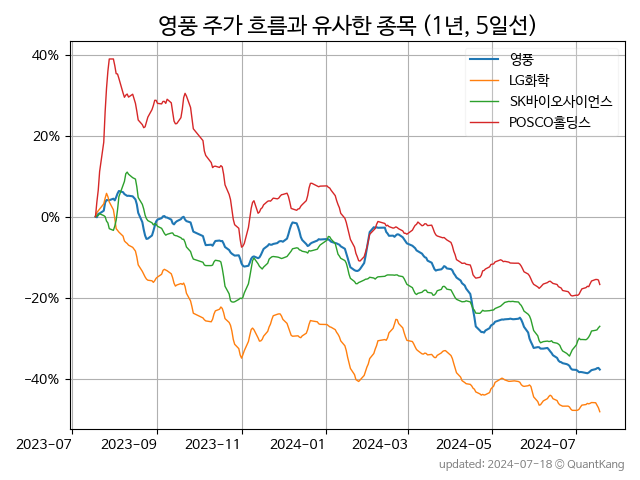 영풍 주가 흐름과 유사한 종목 (1년, 5일선)
영풍
LG화학
SK바이오사이언스
POSCO홀딩스
40%
20%
0%
−20%
−40%
2023-07 2023-09 2023-11 2024-01 2024-03 2024-05 2024-07
updated: 2024-07-18 © QuantKang